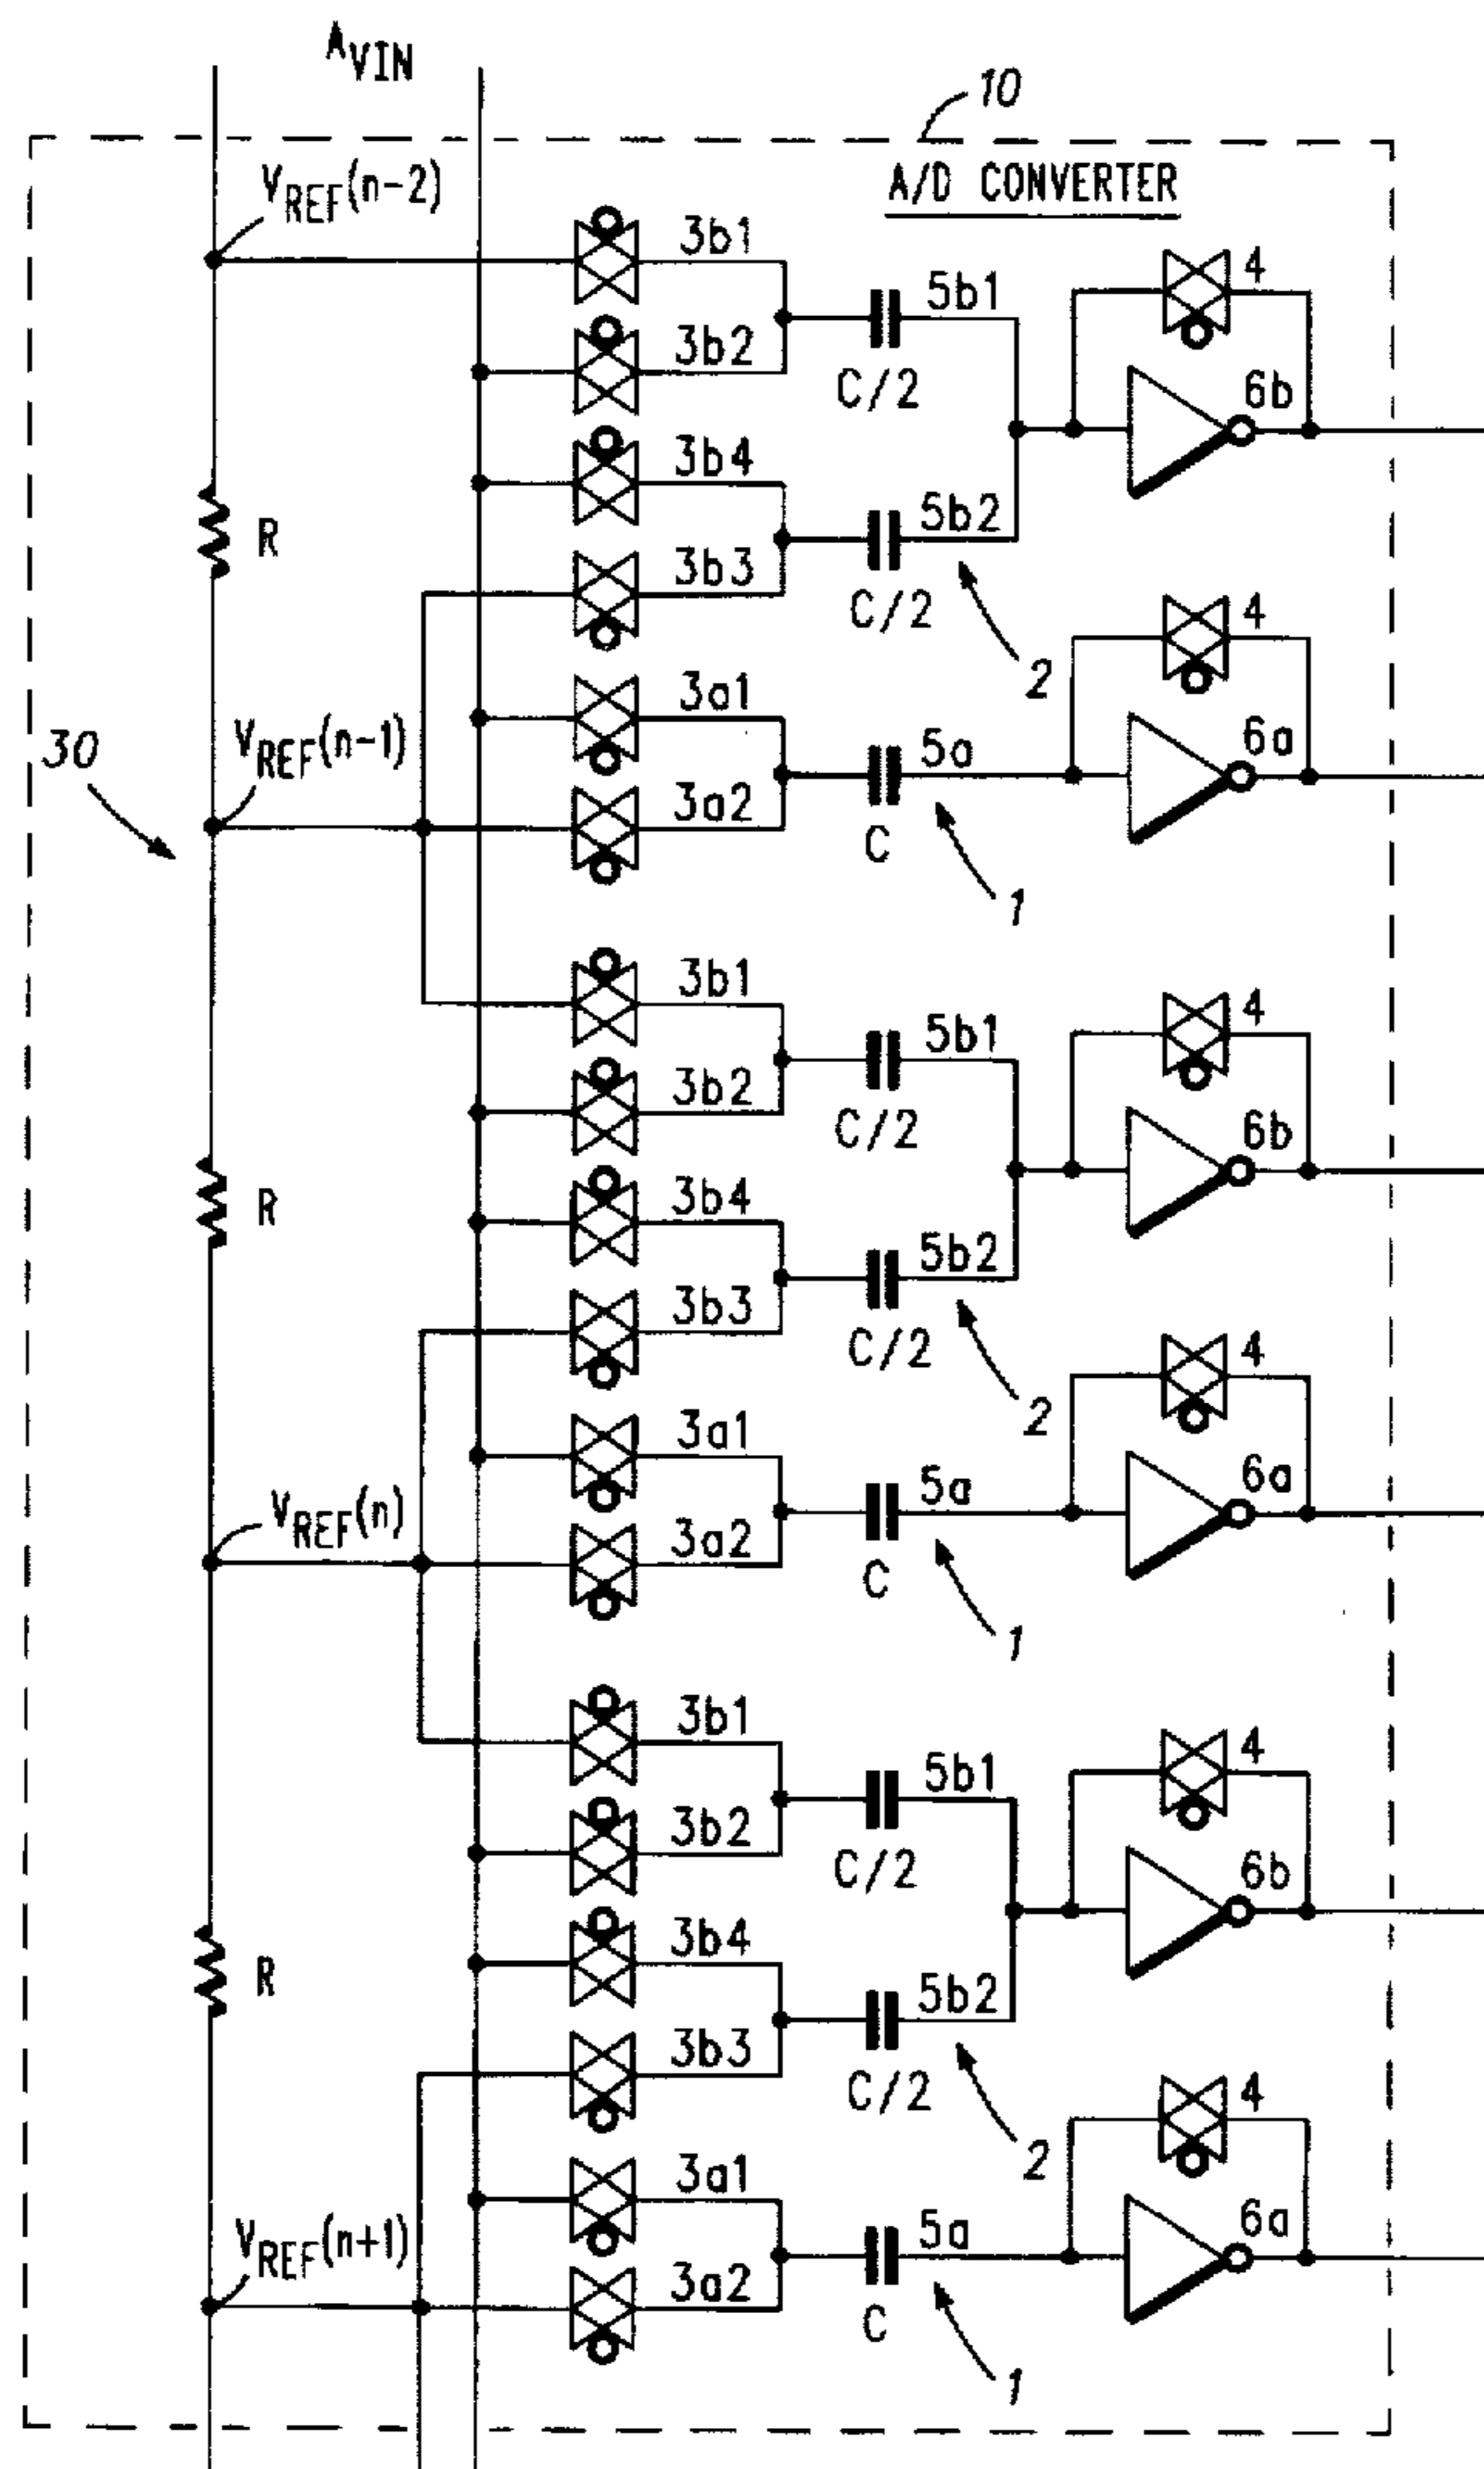 A_VIN
10
V_REF(n-2)
A/D CONVERTER
3b1
4
5b1
3b2
C/2
6b
3b4
5b2
R
3b3
C/2
4
2
3a1
30
V_REF(n-1)
5a
6a
3a2
C
1
3b1
4
5b1
3b2
C/2
6b
3b4
R
5b2
3b3
C/2
4
2
3a1
5a
6a
V_REF(n)
3a2
C
1
3b1
4
5b1
3b2
C/2
6b
3b4
R
5b2
3b3
C/2
4
2
3a1
5a
6a
V_REF(n+1)
3a2
C
1